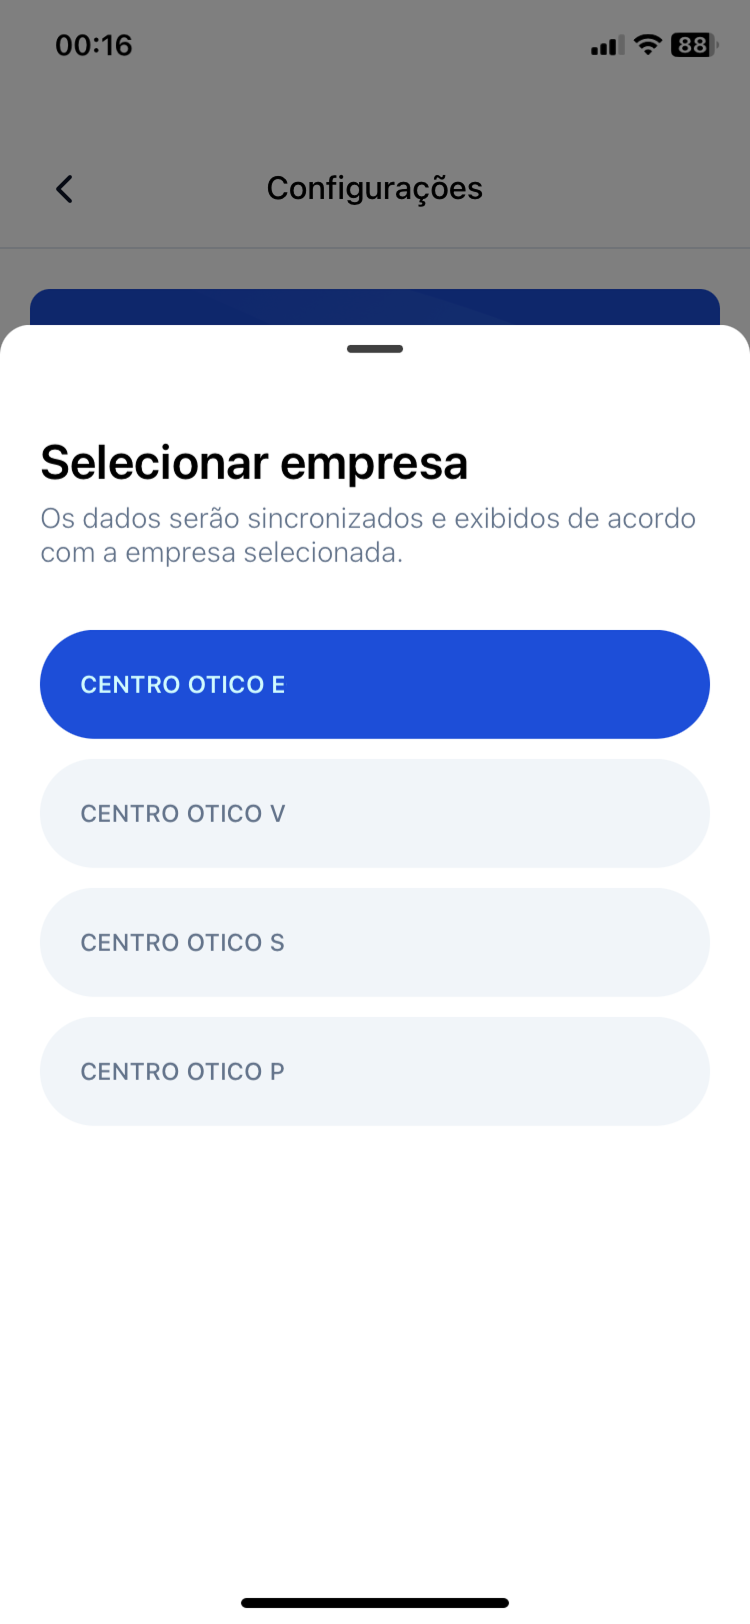 00:16
88
Configurações
Selecionar empresa
Os dados serão sincronizados e exibidos de acordo
com a empresa selecionada.
CENTRO OTICO E
CENTRO OTICO V
CENTRO OTICO S
CENTRO OTICO P